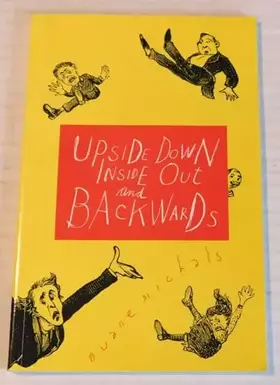 UPSiDE DOWN
INSiDE OuT
and
BACKWARDS
Duane michals